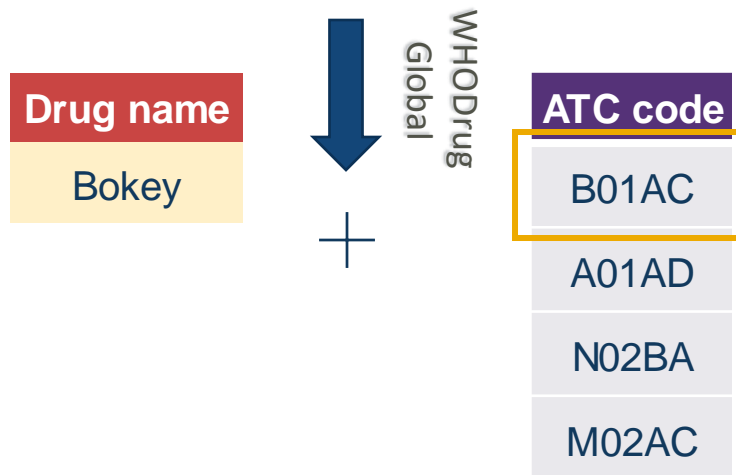 Drug name
Bokey
WHODrug
Global
ATC code
B01AC
A01AD
N02BA
M02AC